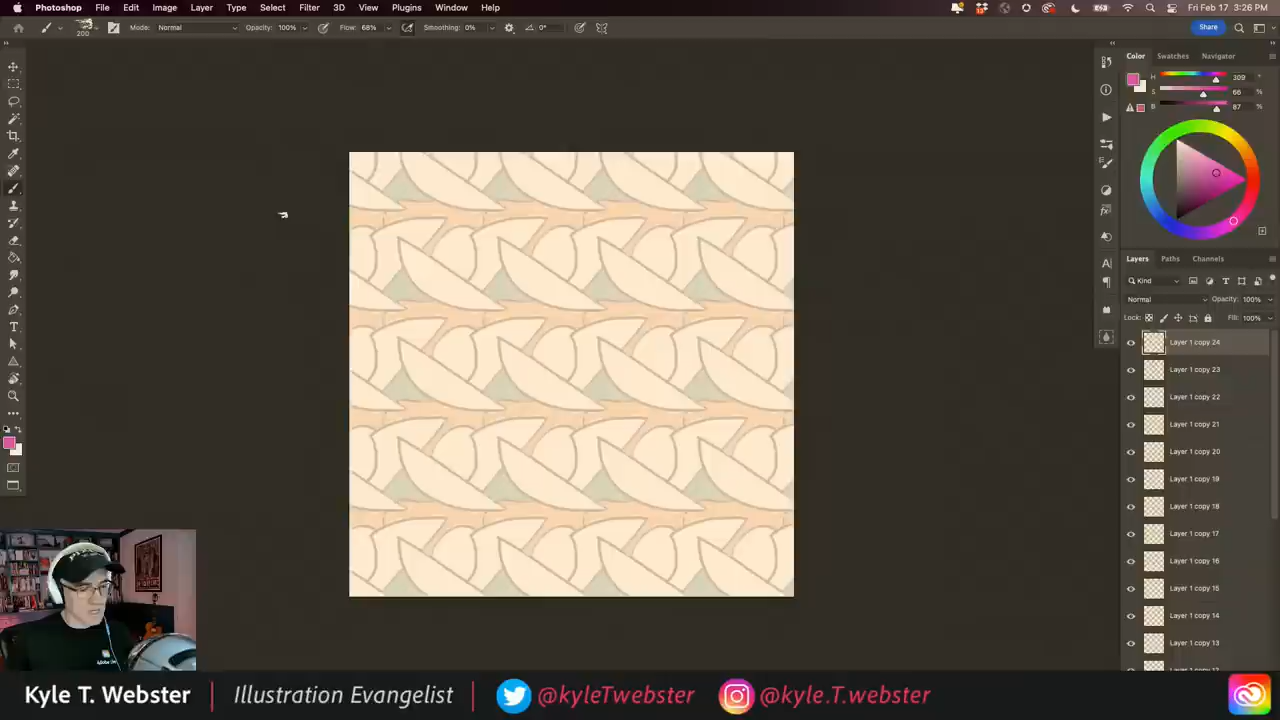 Photoshop File Edit Image Layer Type Select Filter 3D View Plugins Window Help Fri Feb 17 3:26 PM
200 Mode: Normal Opacity: 100% Flow: 68% Smoothing: 0% 0° Share
Color Swatches Navigator
H 309 °
S 66 %
B 87 %
Layers Paths Channels
Kind
Normal Opacity: 100%
Lock: Fill: 100%
Layer 1 copy 24
Layer 1 copy 23
Layer 1 copy 22
Layer 1 copy 21
Layer 1 copy 20
Layer 1 copy 19
Layer 1 copy 18
Layer 1 copy 17
Layer 1 copy 16
Layer 1 copy 15
Layer 1 copy 14
Layer 1 copy 13
Kyle T. Webster | Illustration Evangelist | @kyleTwebster @kyle.T.webster